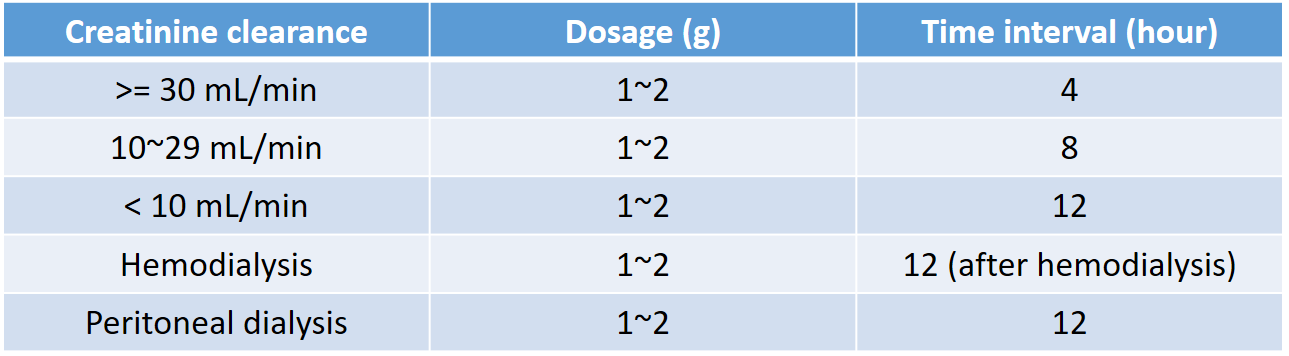 Creatinine clearance Dosage (g) Time interval (hour)
>= 30 mL/min 1~2 4
10~29 mL/min 1~2 8
< 10 mL/min 1~2 12
Hemodialysis 1~2 12 (after hemodialysis)
Peritoneal dialysis 1~2 12